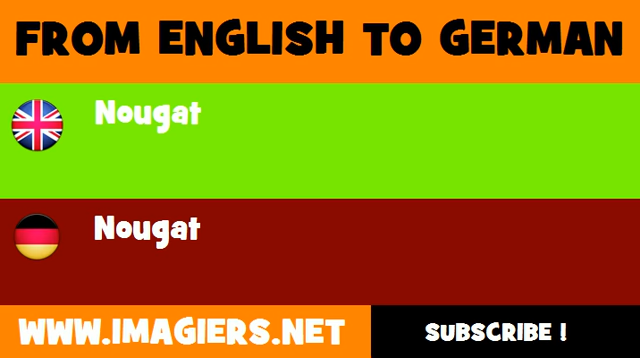 FROM ENGLISH TO GERMAN
Nougat
Nougat
WWW.IMAGIERS.NET
SUBSCRIBE !